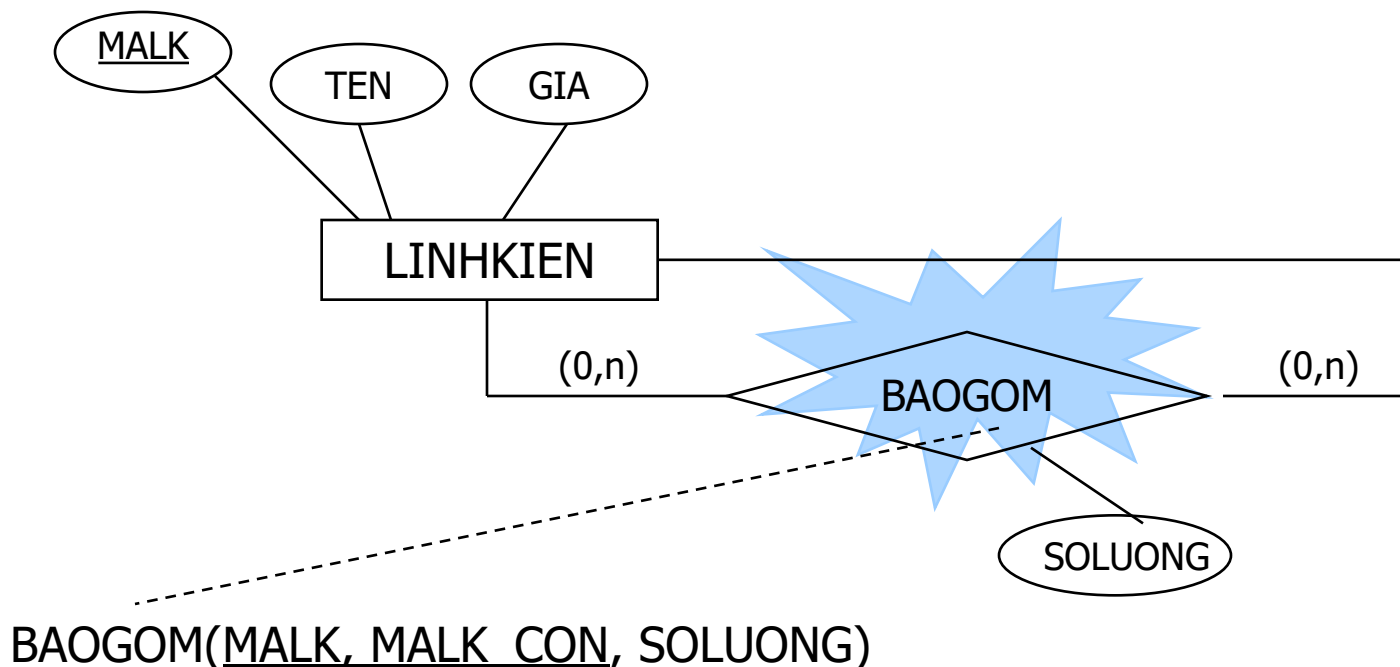 MALK
TEN
GIA
LINHKIEN
(0,n)
BAOGOM
(0,n)
SOLUONG
BAOGOM(MALK, MALK_CON, SOLUONG)